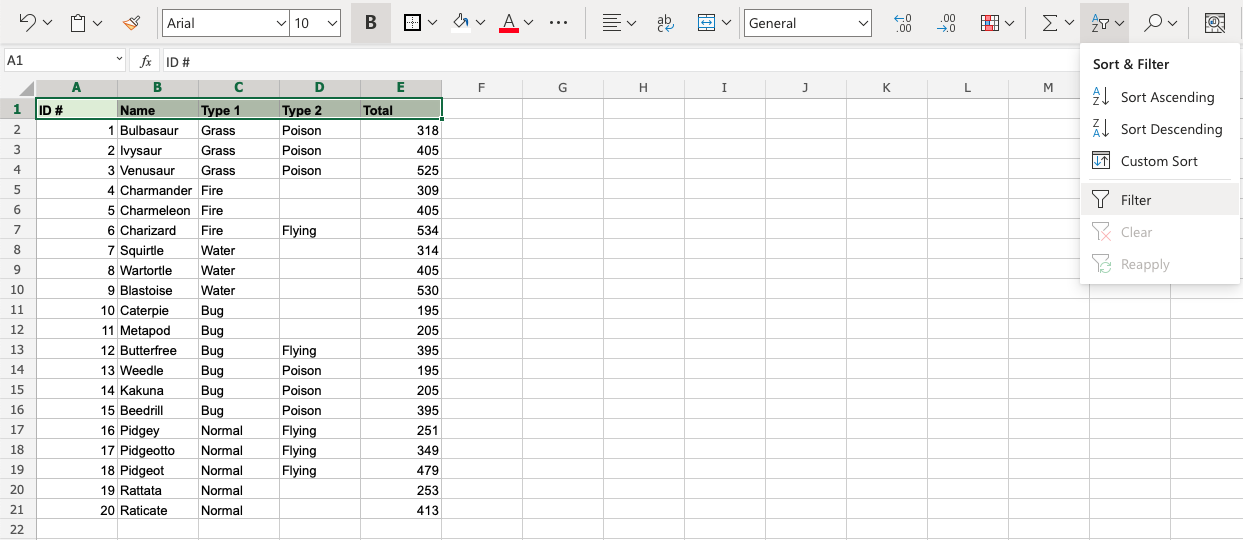 Arial 10 B A ab General .00 .00
A1 fx ID #
Sort & Filter
Sort Ascending
Sort Descending
Custom Sort
Filter
Clear
Reapply
A B C D E F G H I J K L M
1 ID # Name Type 1 Type 2 Total
2 1 Bulbasaur Grass Poison 318
3 2 Ivysaur Grass Poison 405
4 3 Venusaur Grass Poison 525
5 4 Charmander Fire 309
6 5 Charmeleon Fire 405
7 6 Charizard Fire Flying 534
8 7 Squirtle Water 314
9 8 Wartortle Water 405
10 9 Blastoise Water 530
11 10 Caterpie Bug 195
12 11 Metapod Bug 205
13 12 Butterfree Bug Flying 395
14 13 Weedle Bug Poison 195
15 14 Kakuna Bug Poison 205
16 15 Beedrill Bug Poison 395
17 16 Pidgey Normal Flying 251
18 17 Pidgeotto Normal Flying 349
19 18 Pidgeot Normal Flying 479
20 19 Rattata Normal 253
21 20 Raticate Normal 413
22